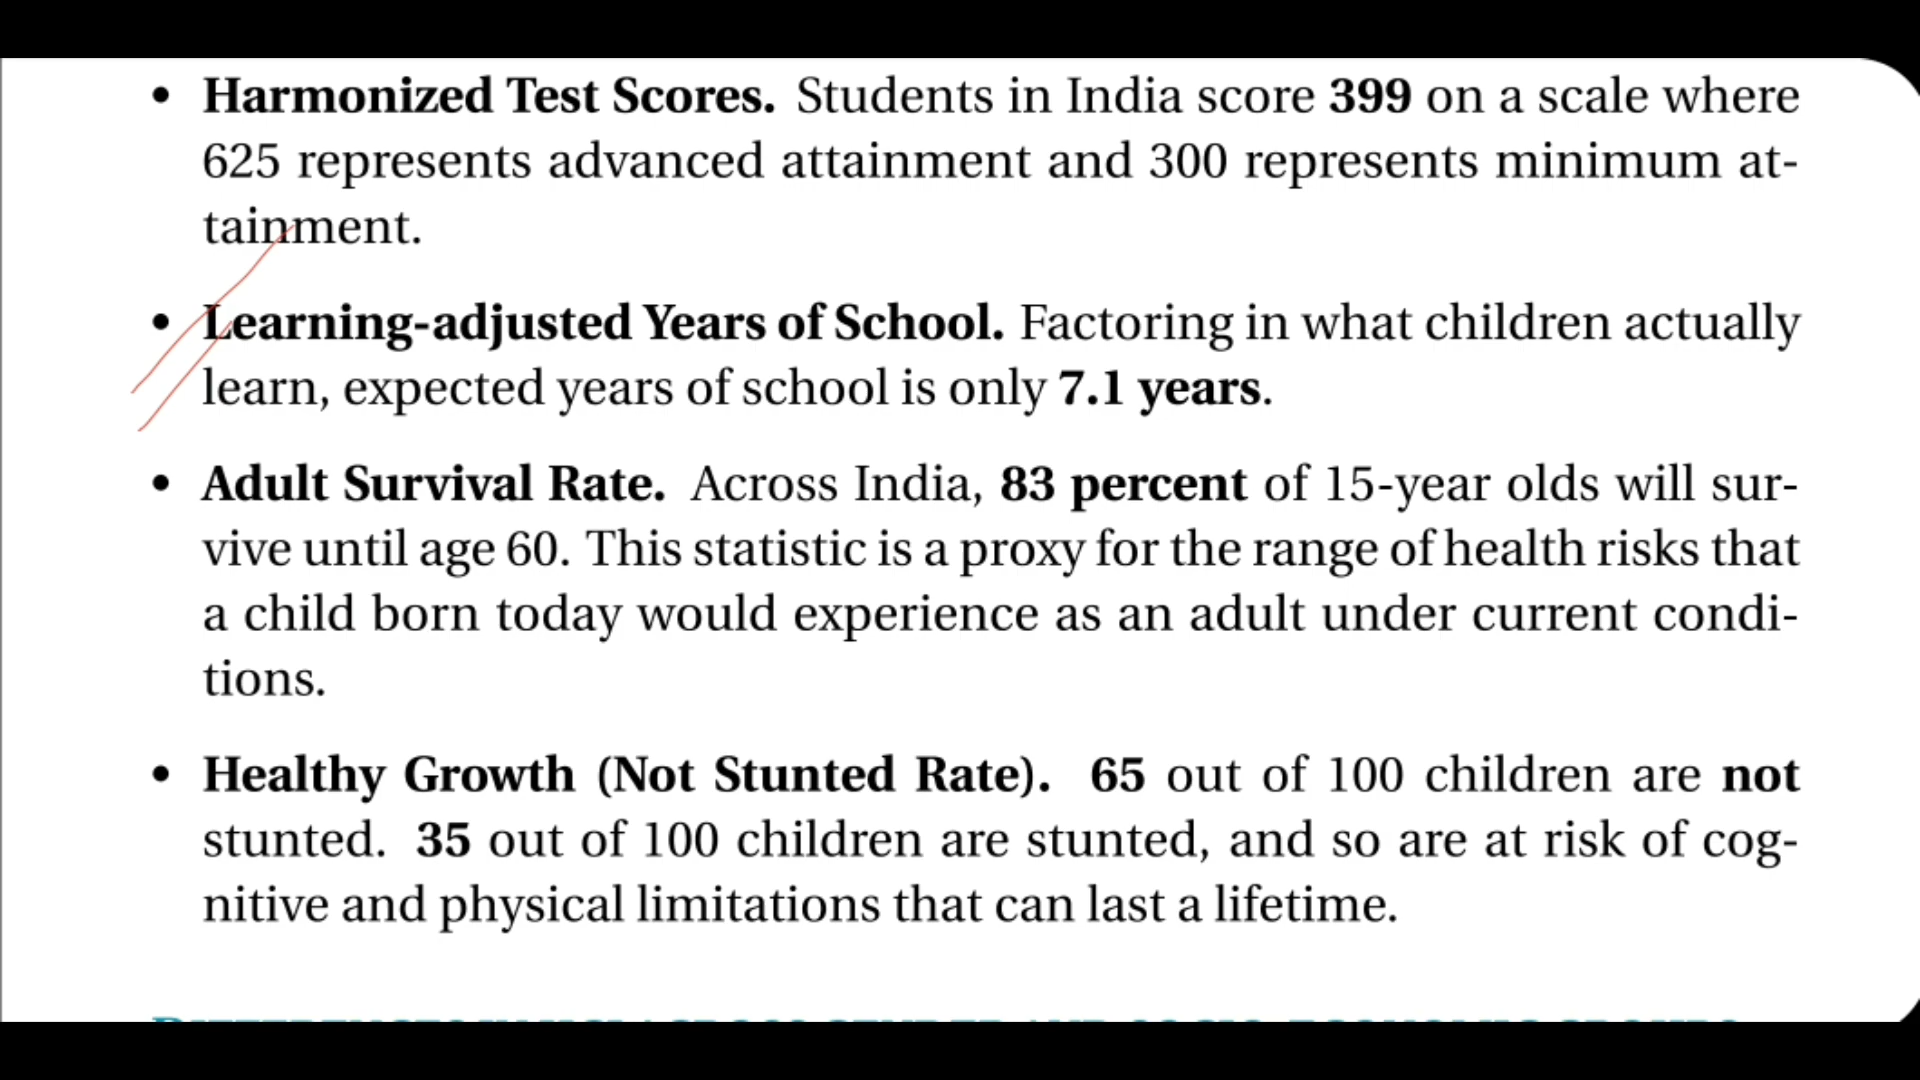 • Harmonized Test Scores. Students in India score 399 on a scale where
625 represents advanced attainment and 300 represents minimum at-
tainment.
• Learning-adjusted Years of School. Factoring in what children actually
learn, expected years of school is only 7.1 years.
• Adult Survival Rate. Across India, 83 percent of 15-year olds will sur-
vive until age 60. This statistic is a proxy for the range of health risks that
a child born today would experience as an adult under current condi-
tions.
• Healthy Growth (Not Stunted Rate). 65 out of 100 children are not
stunted. 35 out of 100 children are stunted, and so are at risk of cog-
nitive and physical limitations that can last a lifetime.